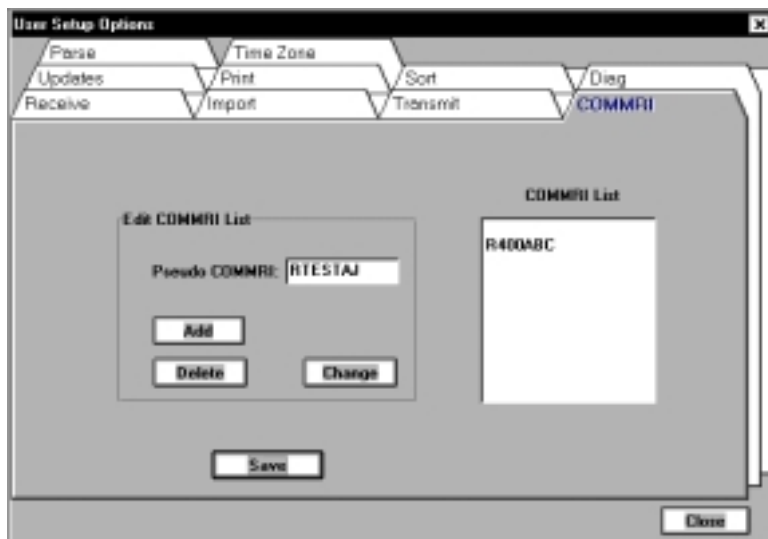 User Setup Options
Parse Time Zone
Updates Print Sort Diag
Receive Import Transmit COMMRI
COMMRI List
Edit COMMRI List
R400ABC
Pseudo COMMRI: RTESTAJ
Add
Delete Change
Save
Close